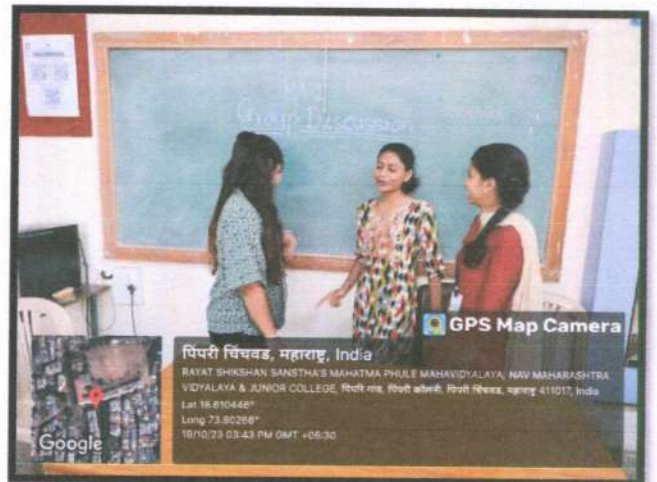 Group Discussion
GPS Map Camera
पिंपरी चिंचवड, महाराष्ट्र, India
RAYAT SHIKSHAN SANSTHA'S MAHATMA PHULE MAHAVIDYALAYA, NAV MAHARASHTRA
VIDYALAYA & JUNIOR COLLEGE, पिंपरि गाव, पिंपरी कॉलनी, पिंपरी चिंचवड, महाराष्ट्र 411017, India
Lat 18.610446°
Long 73.80266°
19/10/23 03:43 PM GMT +05:30
Google